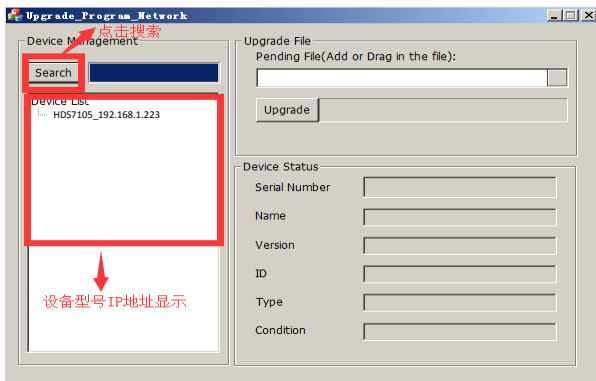 Upgrade_Program_Network
Device Management
点击搜索
Search
Device List
HDS7105_192.168.1.223
设备型号IP地址显示
Upgrade File
Pending File(Add or Drag in the file):
Upgrade
Device Status
Serial Number
Name
Version
ID
Type
Condition